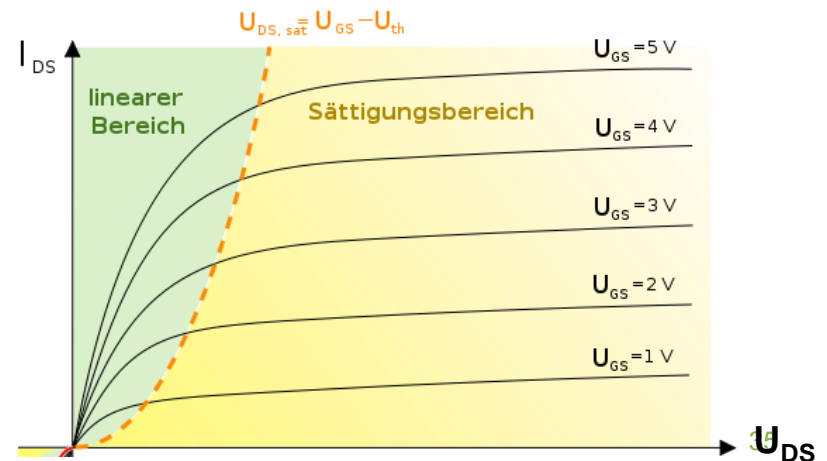 U_DS, sat = U_GS − U_th
I_DS
linearer
Bereich
Sättigungsbereich
U_GS = 5 V
U_GS = 4 V
U_GS = 3 V
U_GS = 2 V
U_GS = 1 V
U_DS